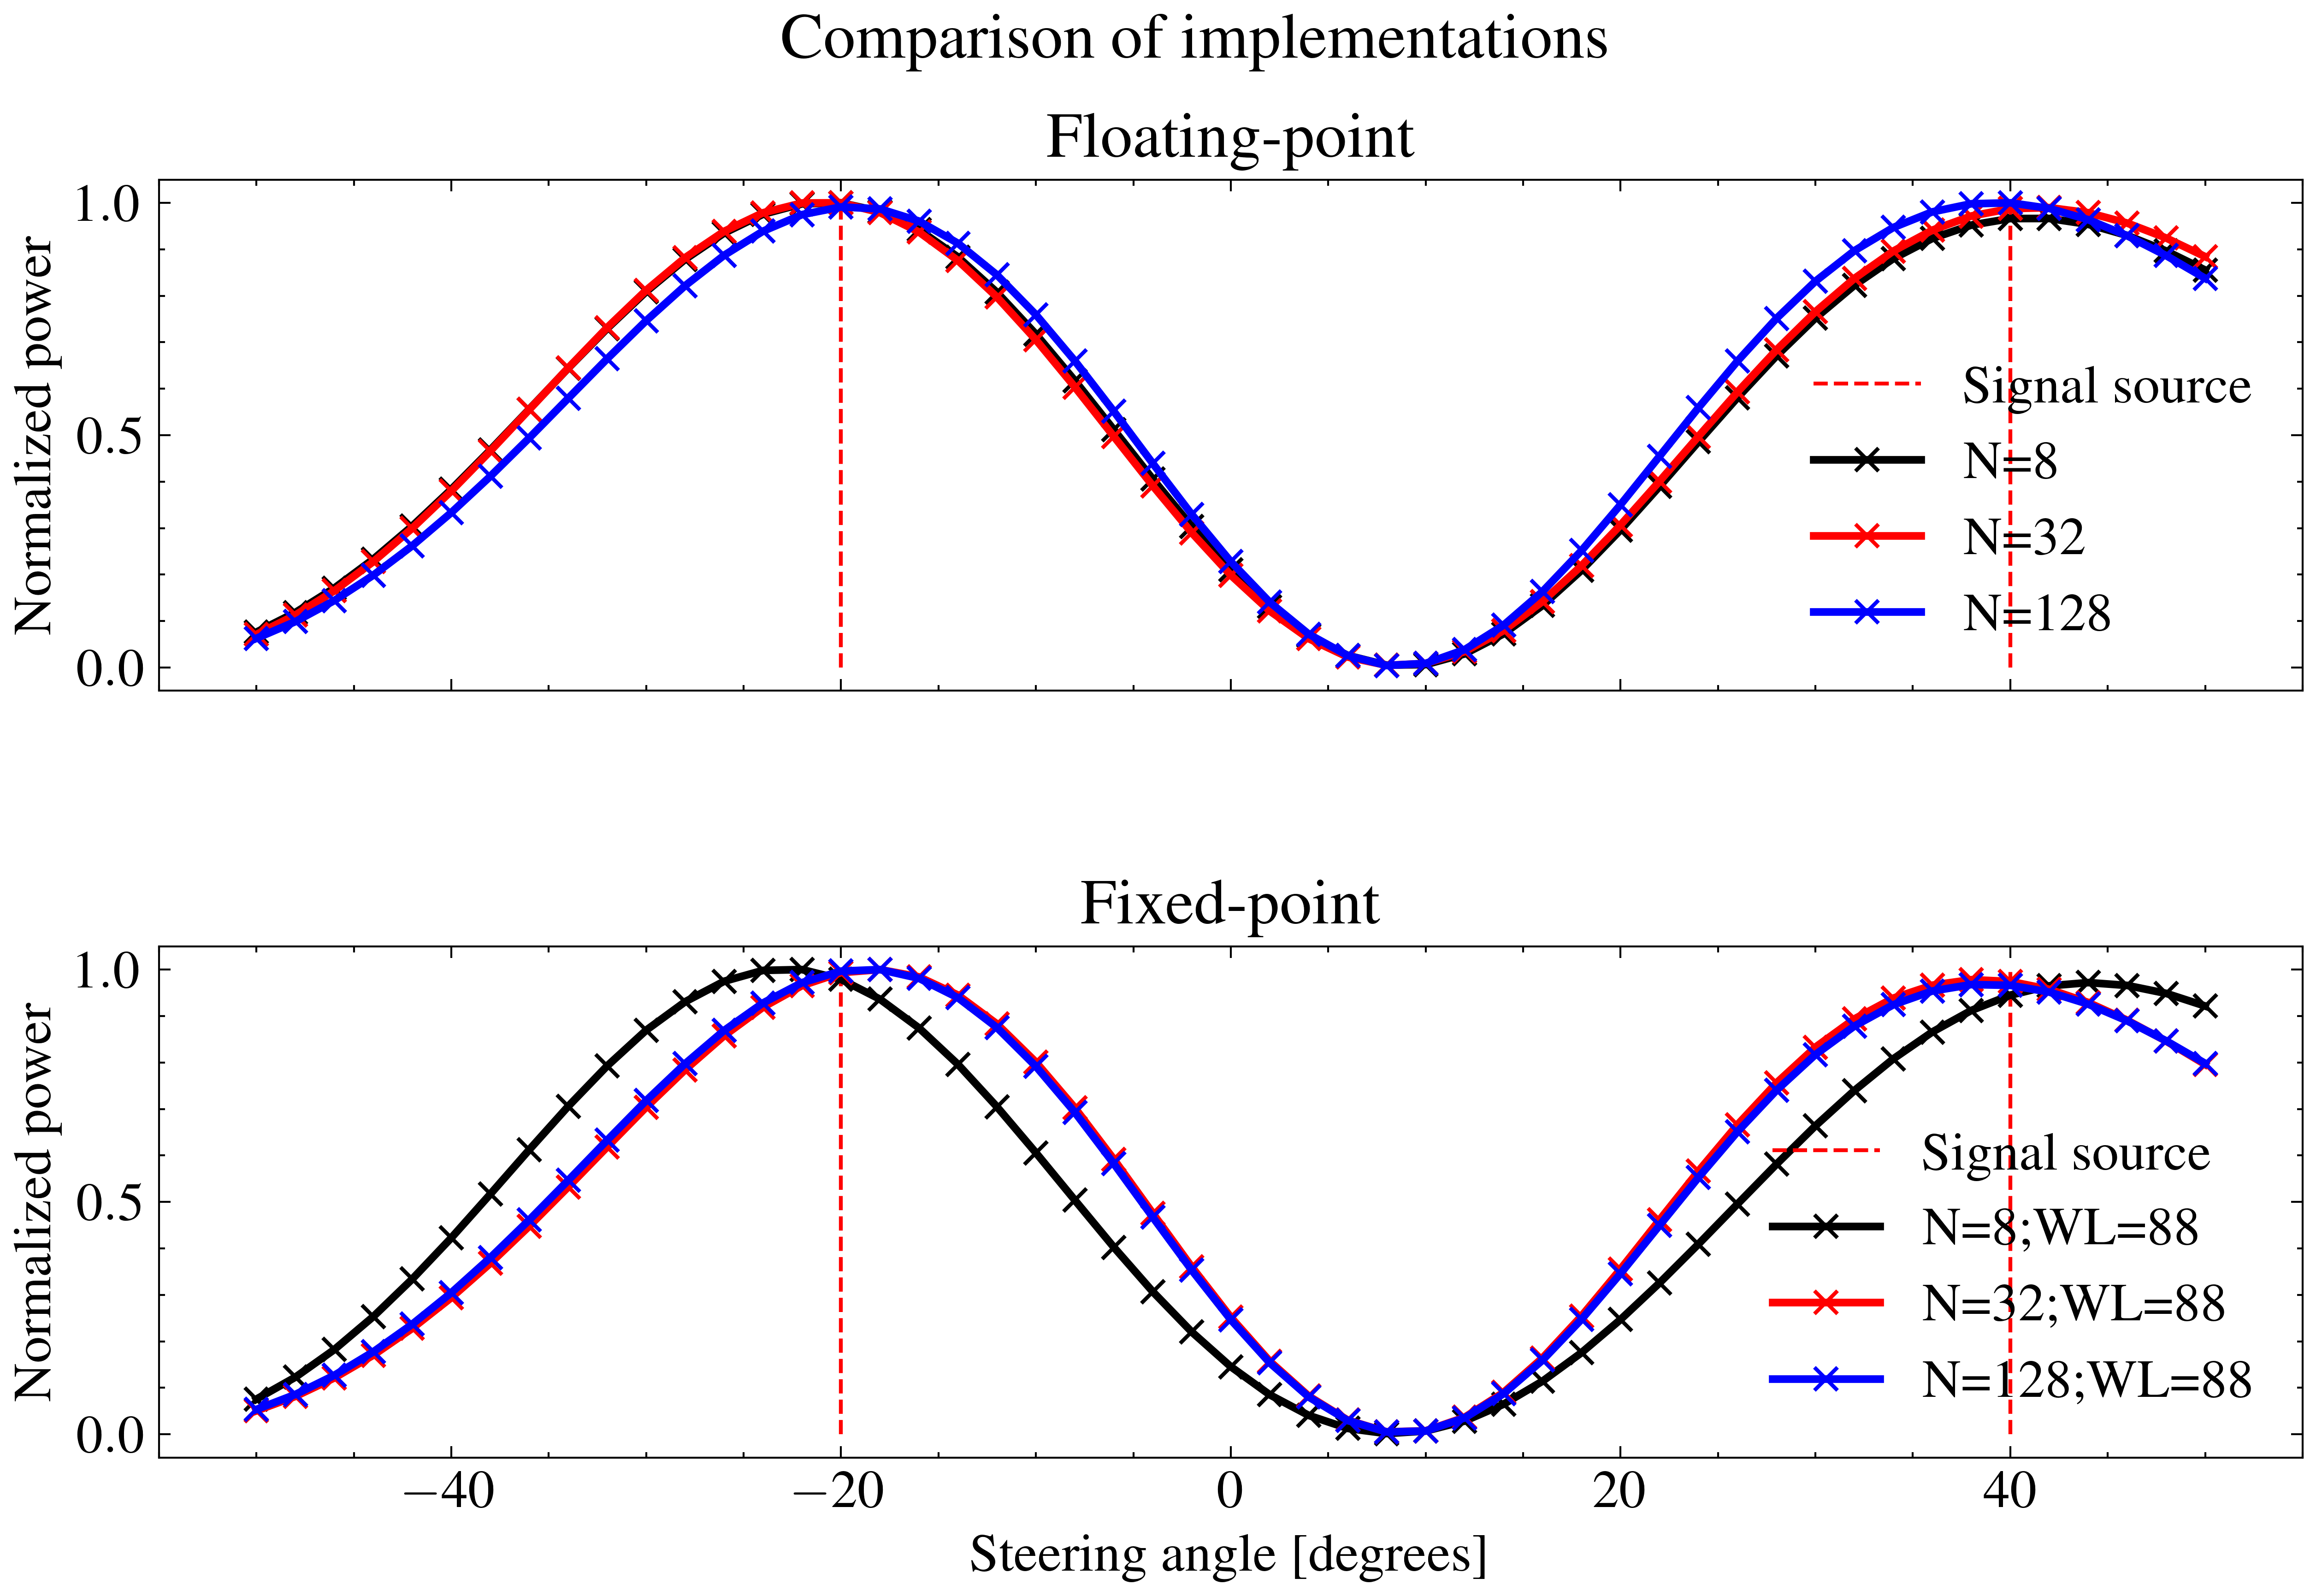 Comparison of implementations
Floating-point
Normalized power
1.0
0.5
0.0
Signal source
N=8
N=32
N=128
Fixed-point
Normalized power
1.0
0.5
0.0
Signal source
N=8;WL=88
N=32;WL=88
N=128;WL=88
−40 −20 0 20 40
Steering angle [degrees]